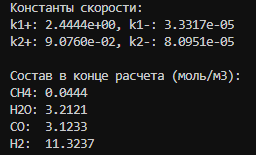 Константы скорости:
k1+: 2.4444e+00, k1-: 3.3317e-05
k2+: 9.0760e-02, k2-: 8.0951e-05
Состав в конце расчета (моль/м3):
CH4: 0.0444
H2O: 3.2121
CO: 3.1233
H2: 11.3237